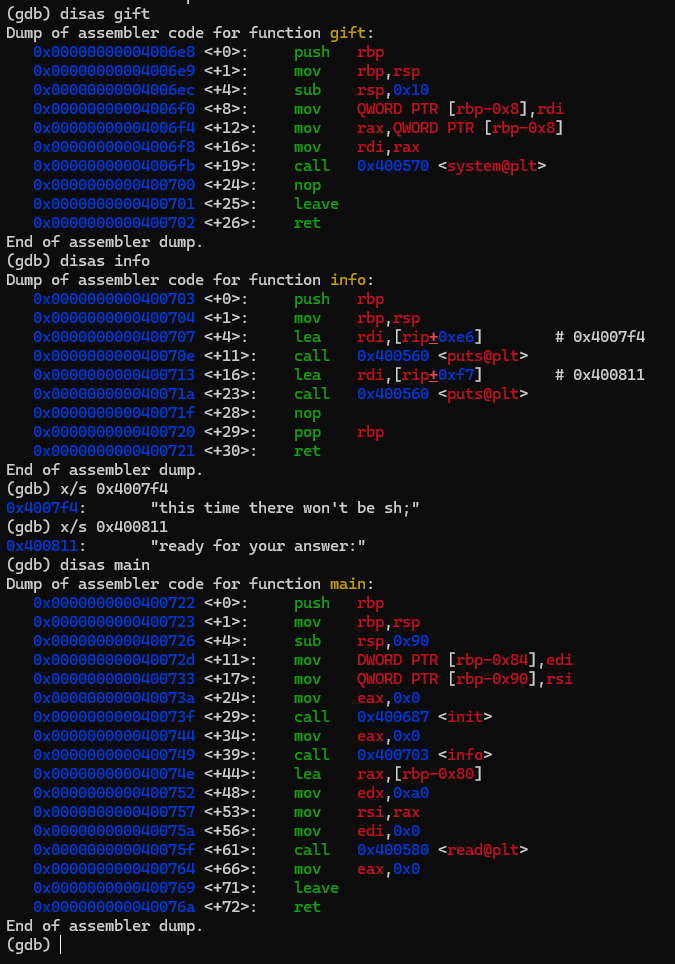 (gdb) disas gift
Dump of assembler code for function gift:
   0x00000000004006e8 <+0>:     push   rbp
   0x00000000004006e9 <+1>:     mov    rbp,rsp
   0x00000000004006ec <+4>:     sub    rsp,0x10
   0x00000000004006f0 <+8>:     mov    QWORD PTR [rbp-0x8],rdi
   0x00000000004006f4 <+12>:    mov    rax,QWORD PTR [rbp-0x8]
   0x00000000004006f8 <+16>:    mov    rdi,rax
   0x00000000004006fb <+19>:    call   0x400570 <system@plt>
   0x0000000000400700 <+24>:    nop
   0x0000000000400701 <+25>:    leave
   0x0000000000400702 <+26>:    ret
End of assembler dump.
(gdb) disas info
Dump of assembler code for function info:
   0x0000000000400703 <+0>:     push   rbp
   0x0000000000400704 <+1>:     mov    rbp,rsp
   0x0000000000400707 <+4>:     lea    rdi,[rip+0xe6]        # 0x4007f4
   0x000000000040070e <+11>:    call   0x400560 <puts@plt>
   0x0000000000400713 <+16>:    lea    rdi,[rip+0xf7]        # 0x400811
   0x000000000040071a <+23>:    call   0x400560 <puts@plt>
   0x000000000040071f <+28>:    nop
   0x0000000000400720 <+29>:    pop    rbp
   0x0000000000400721 <+30>:    ret
End of assembler dump.
(gdb) x/s 0x4007f4
0x4007f4:       "this time there won't be sh;"
(gdb) x/s 0x400811
0x400811:       "ready for your answer:"
(gdb) disas main
Dump of assembler code for function main:
   0x0000000000400722 <+0>:     push   rbp
   0x0000000000400723 <+1>:     mov    rbp,rsp
   0x0000000000400726 <+4>:     sub    rsp,0x90
   0x000000000040072d <+11>:    mov    DWORD PTR [rbp-0x84],edi
   0x0000000000400733 <+17>:    mov    QWORD PTR [rbp-0x90],rsi
   0x000000000040073a <+24>:    mov    eax,0x0
   0x000000000040073f <+29>:    call   0x400687 <init>
   0x0000000000400744 <+34>:    mov    eax,0x0
   0x0000000000400749 <+39>:    call   0x400703 <info>
   0x000000000040074e <+44>:    lea    rax,[rbp-0x80]
   0x0000000000400752 <+48>:    mov    edx,0xa0
   0x0000000000400757 <+53>:    mov    rsi,rax
   0x000000000040075a <+56>:    mov    edi,0x0
   0x000000000040075f <+61>:    call   0x400580 <read@plt>
   0x0000000000400764 <+66>:    mov    eax,0x0
   0x0000000000400769 <+71>:    leave
   0x000000000040076a <+72>:    ret
End of assembler dump.
(gdb)